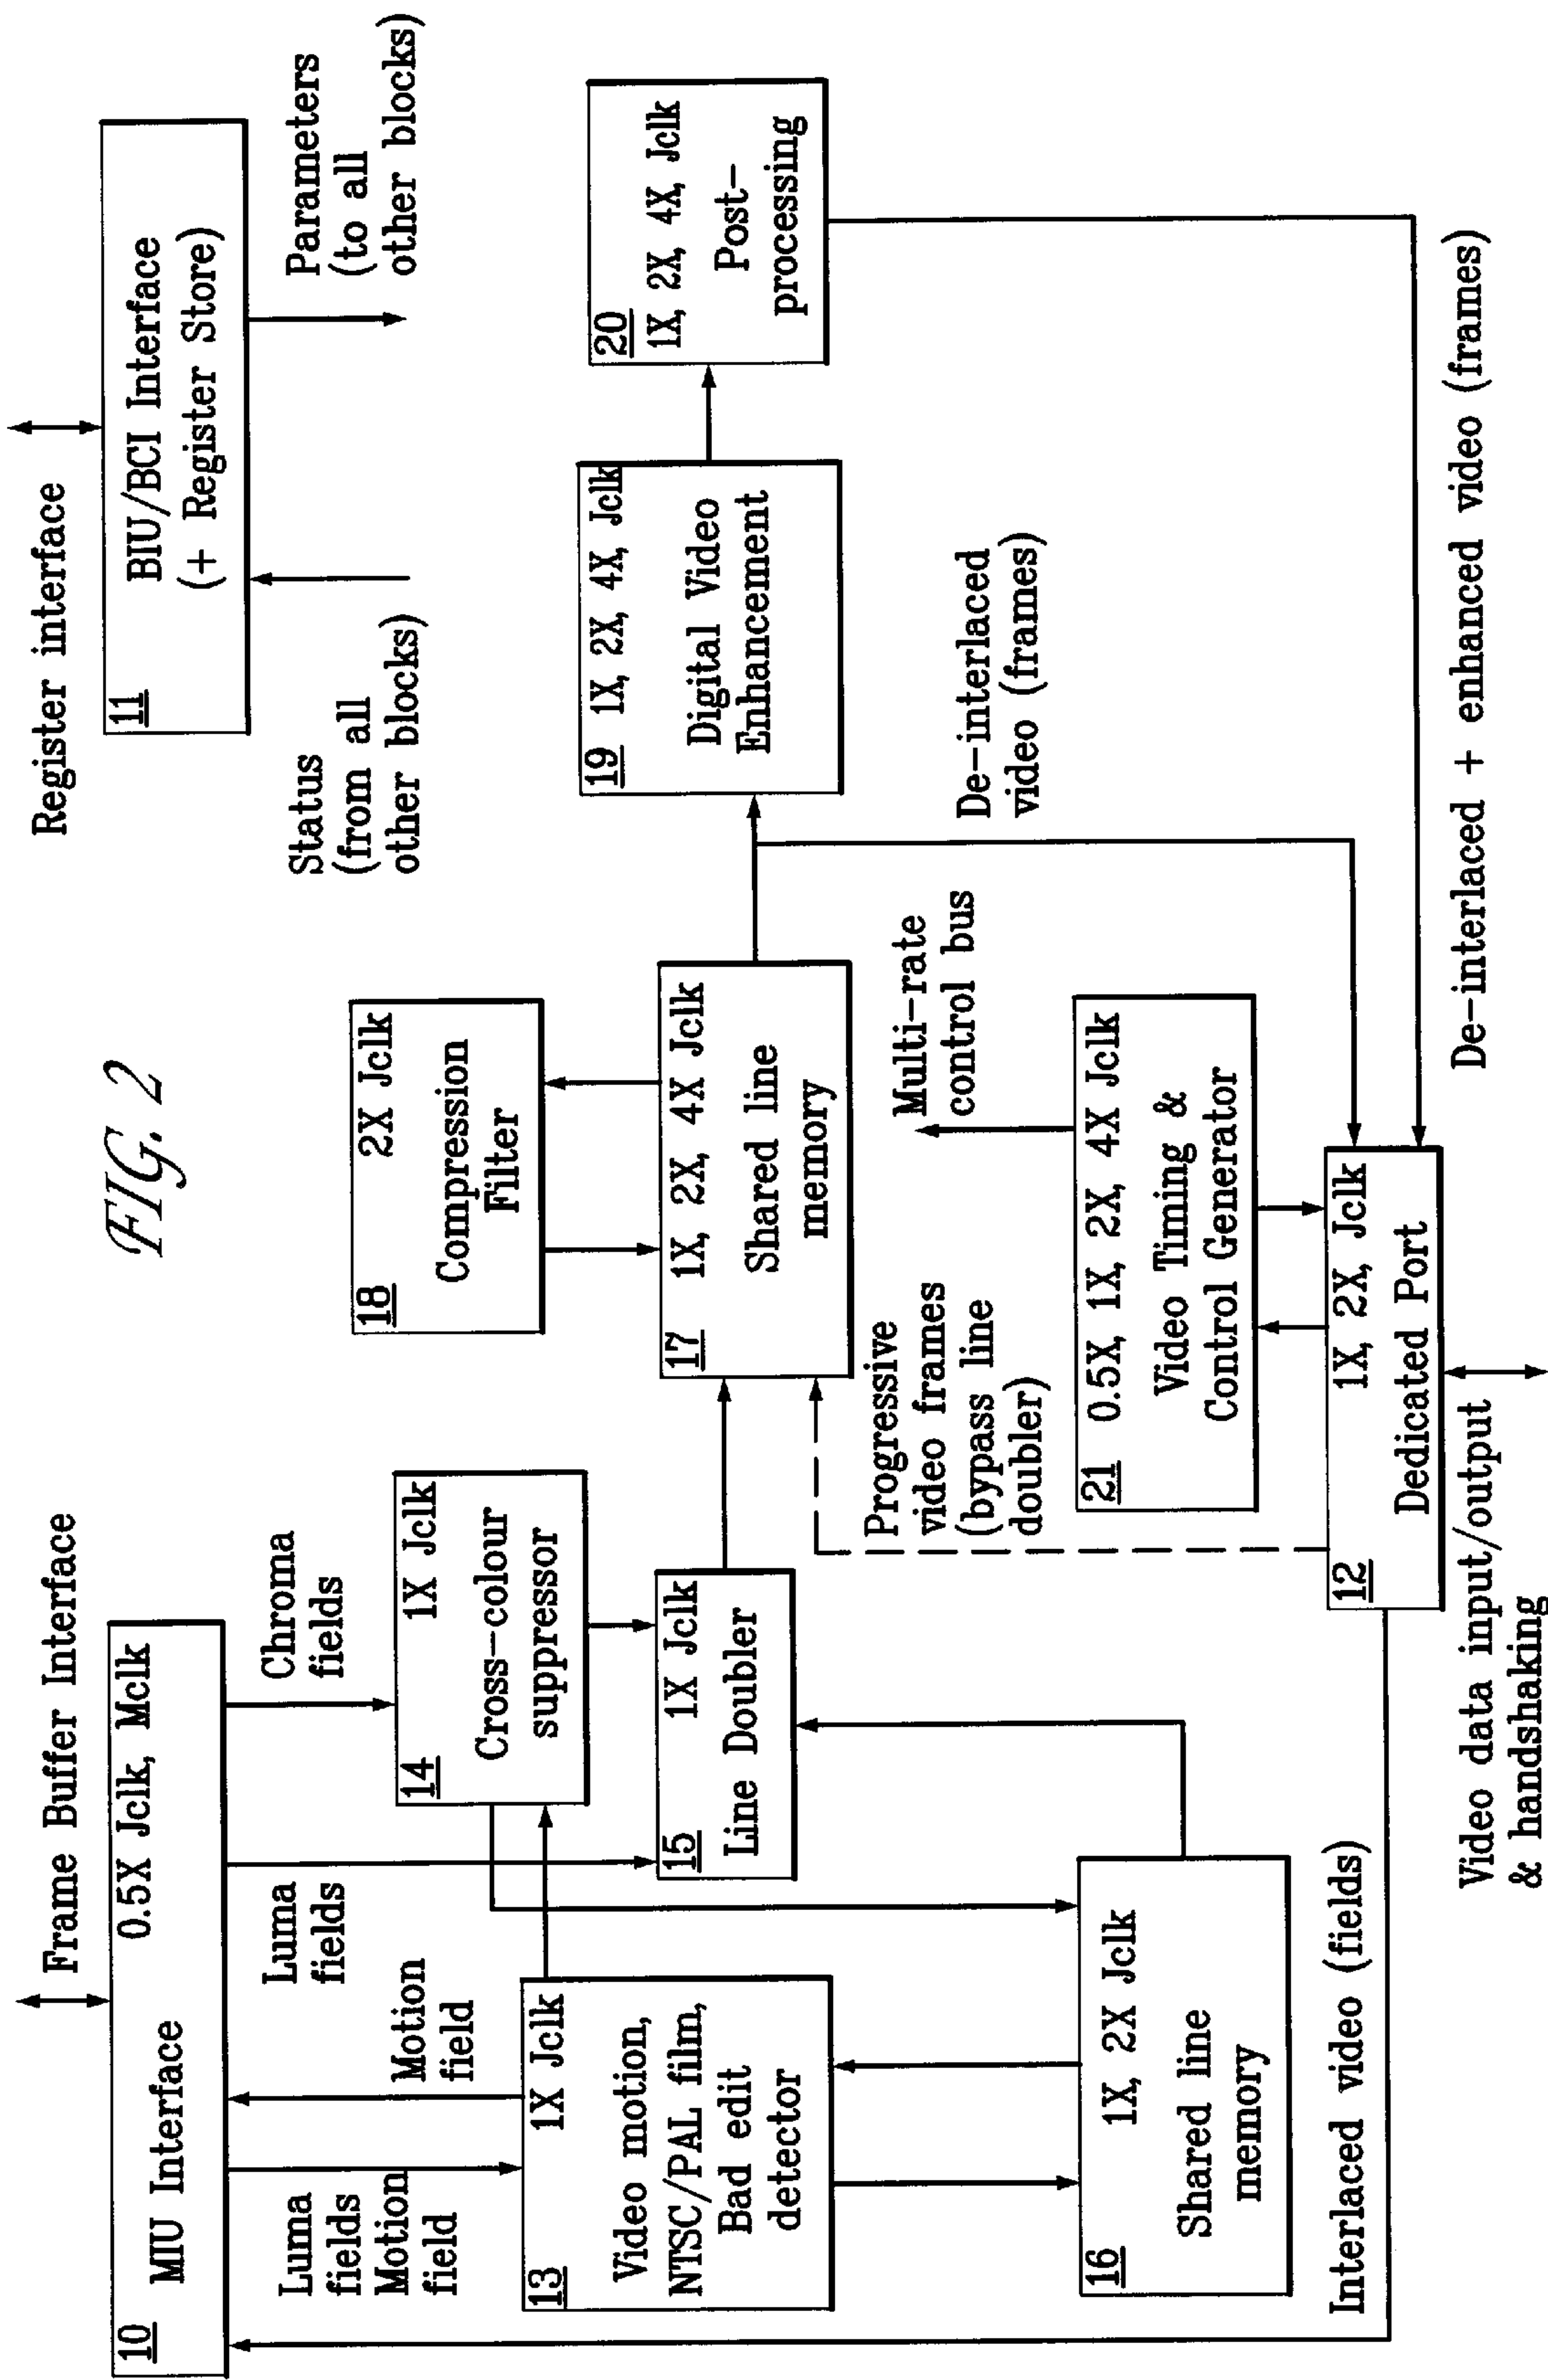 FIG. 2
Frame Buffer Interface
Register interface
10
0.5X Jclk, Mclk
MIU Interface
11
BIU/BCI Interface
(+ Register Store)
Status
(from all
other blocks)
Parameters
(to all
other blocks)
Luma
fields
Motion
field
Motion
field
Luma
fields
Chroma
fields
13
1X Jclk
Video motion,
NTSC/PAL film,
Bad edit
detector
14
1X Jclk
Cross-colour
suppressor
15
1X Jclk
Line Doubler
18
2X Jclk
Compression
Filter
17
1X, 2X, 4X Jclk
Shared line
memory
19
1X, 2X, 4X, Jclk
Digital Video
Enhancement
20
1X, 2X, 4X, Jclk
Post-
processing
16
1X, 2X Jclk
Shared line
memory
Progressive
video frames
(bypass line
doubler)
Multi-rate
control bus
De-interlaced
video (frames)
21
0.5X, 1X, 2X, 4X Jclk
Video Timing &
Control Generator
12
1X, 2X, Jclk
Dedicated Port
Interlaced video (fields)
Video data input/output
& handshaking
De-interlaced + enhanced video (frames)